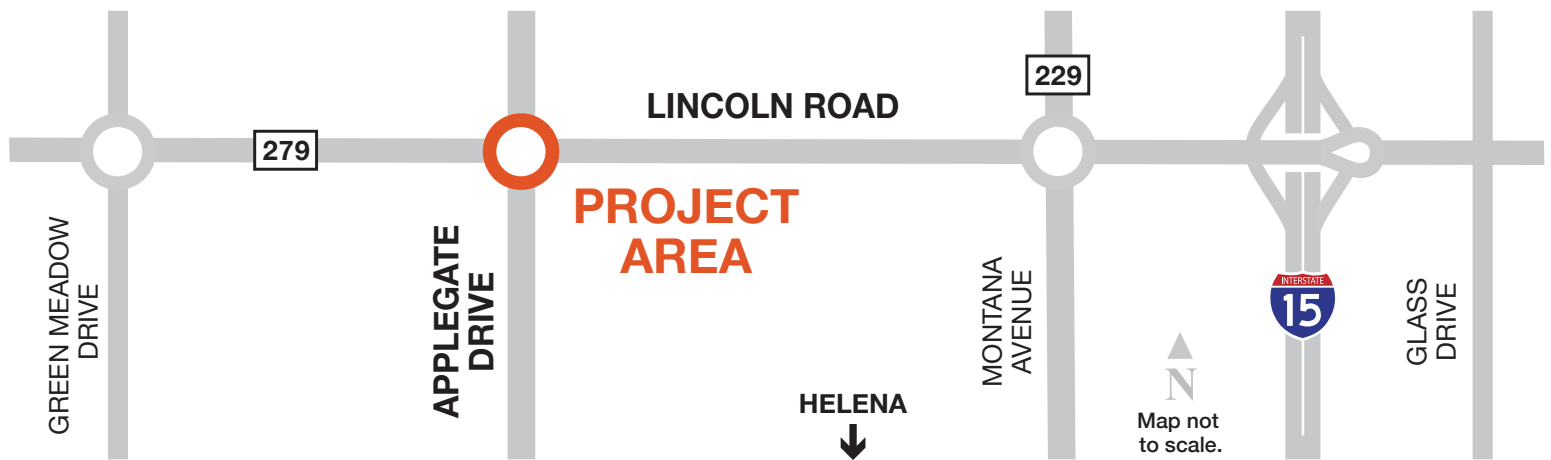 229
LINCOLN ROAD
279
PROJECT
AREA
GREEN MEADOW
DRIVE
APPLEGATE
DRIVE
MONTANA
AVENUE
INTERSTATE
15
GLASS
DRIVE
HELENA
N
Map not
to scale.